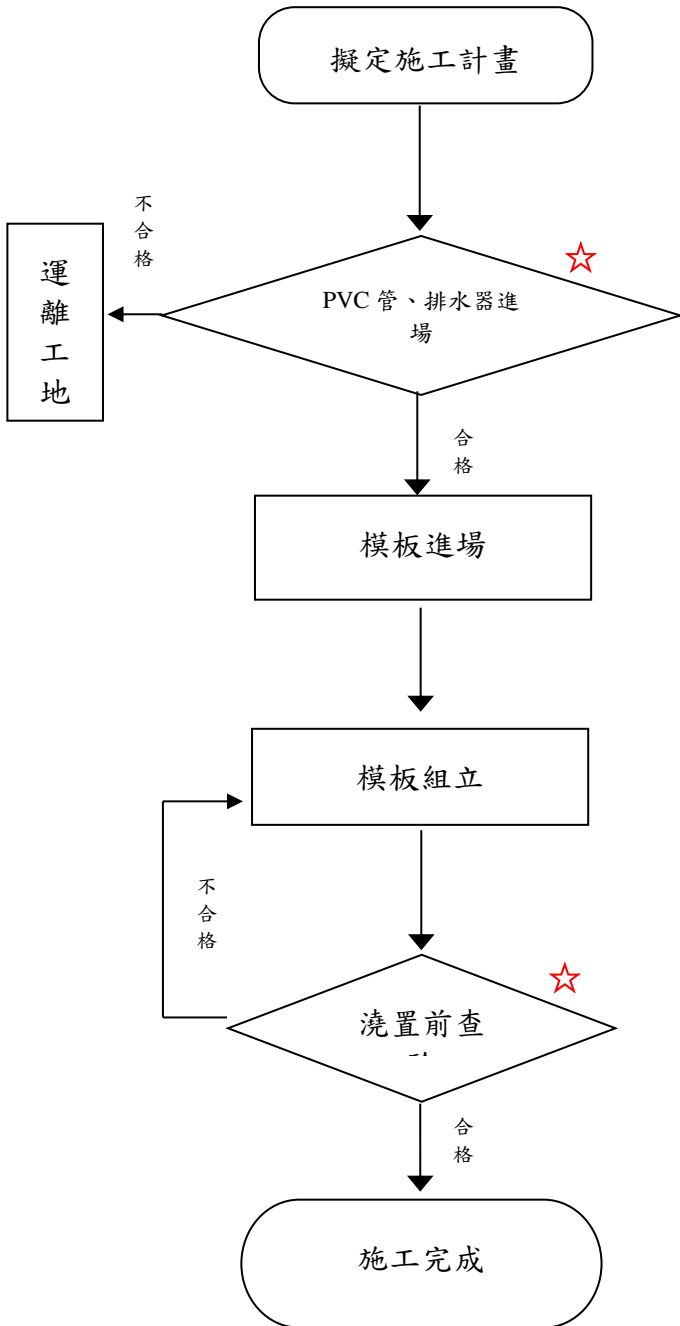 擬定施工計畫
不合格
運離工地
PVC 管、排水器進
場
合格
模板進場
模板組立
不合格
澆置前查
合格
施工完成